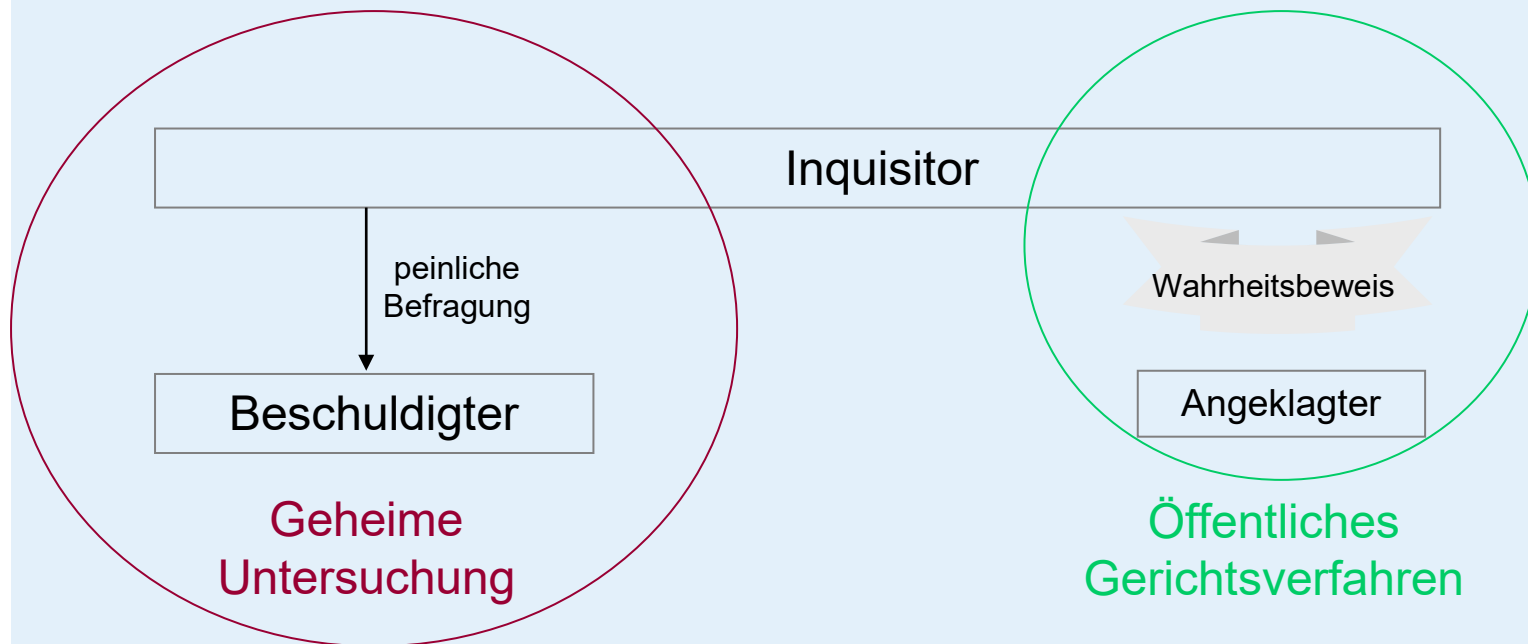 Inquisitor
peinliche
Befragung
Wahrheitsbeweis
Beschuldigter
Angeklagter
Geheime
Untersuchung
Öffentliches
Gerichtsverfahren